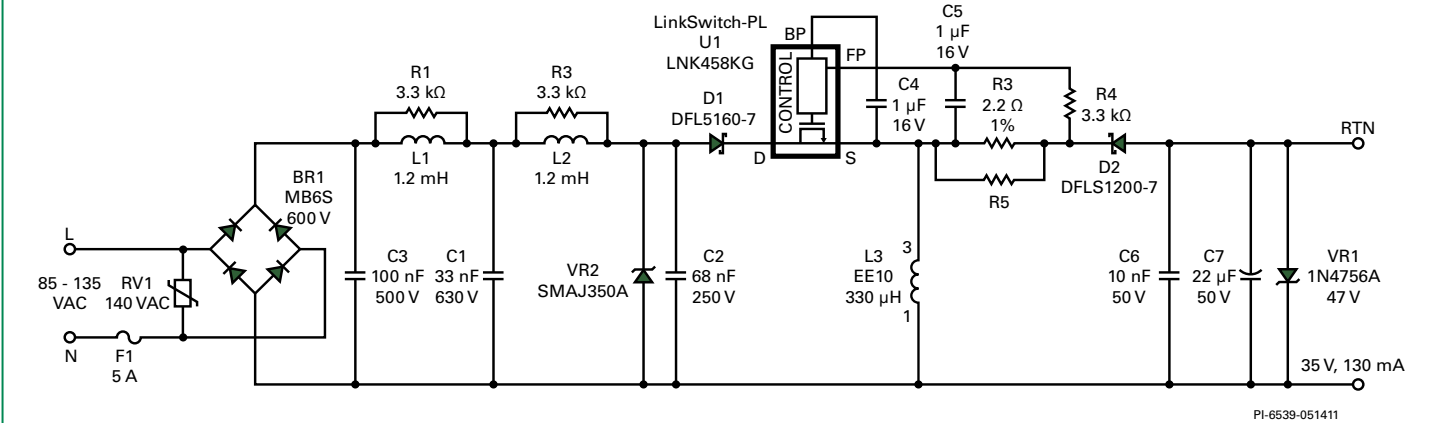 LinkSwitch-PL
U1
LNK458KG
BP
FP
CONTROL
D
S
C5
1 µF
16 V
R1
3.3 kΩ
L1
1.2 mH
R3
3.3 kΩ
L2
1.2 mH
D1
DFL5160-7
C4
1 µF
16 V
R3
2.2 Ω
1%
R5
R4
3.3 kΩ
D2
DFLS1200-7
RTN
BR1
MB6S
600 V
L
85 - 135
VAC
RV1
140 VAC
N
F1
5 A
C3
100 nF
500 V
C1
33 nF
630 V
VR2
SMAJ350A
C2
68 nF
250 V
L3
EE10
330 µH
3
1
C6
10 nF
50 V
C7
22 µF
50 V
VR1
1N4756A
47 V
35 V, 130 mA
PI-6539-051411